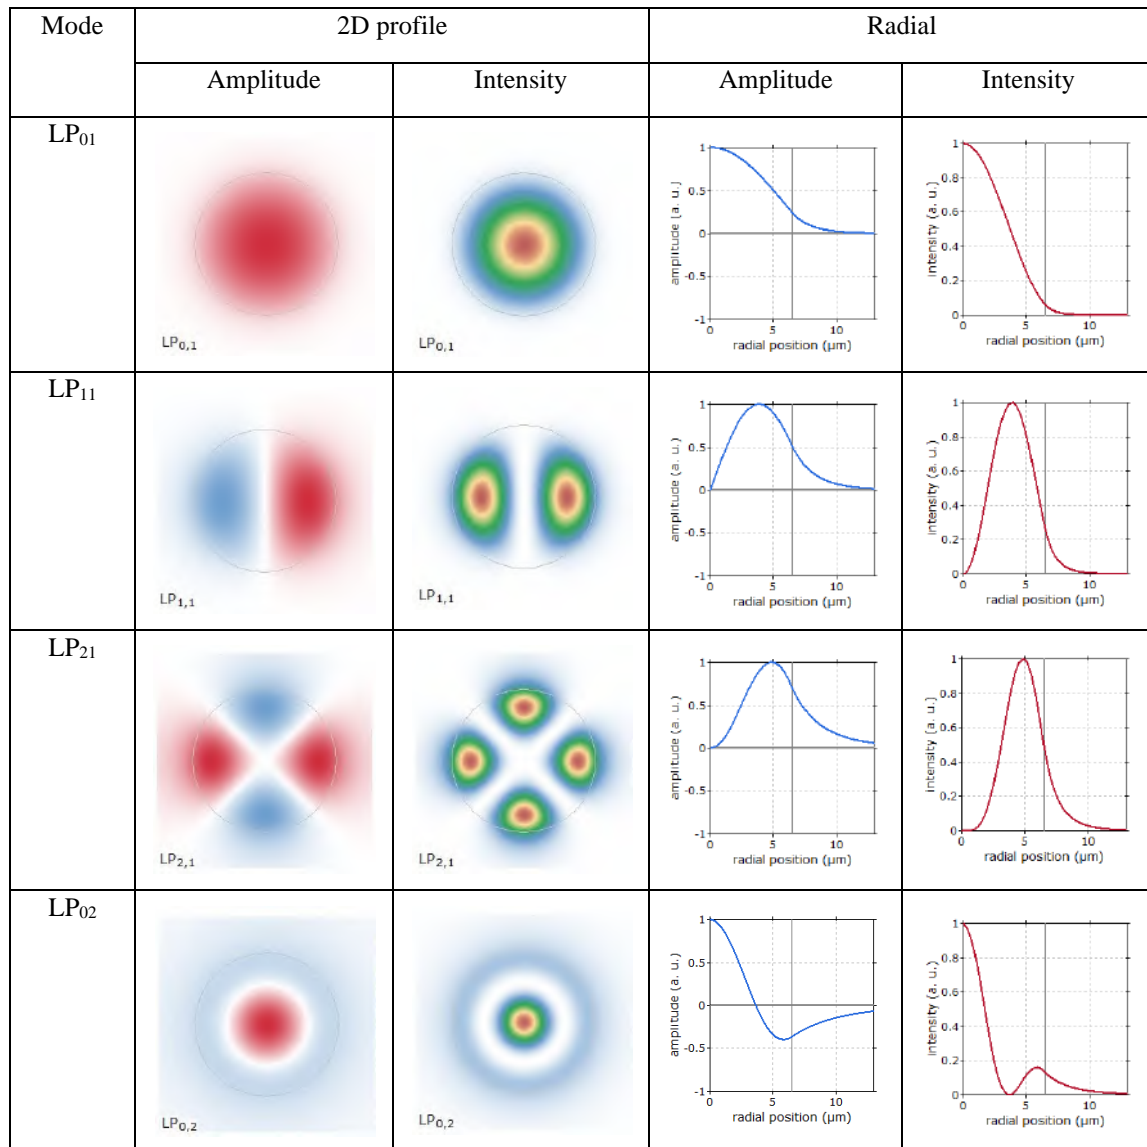 Mode 2D profile Radial
Amplitude Intensity Amplitude Intensity
LP₀₁
LP₀,₁
LP₀,₁
amplitude (a. u.)
1
0.5
0
-0.5
-1
0 5 10
radial position (µm)
intensity (a. u.)
1
0.8
0.6
0.4
0.2
0
0 5 10
radial position (µm)
LP₁₁
LP₁,₁
LP₁,₁
amplitude (a. u.)
1
0.5
0
-0.5
-1
0 5 10
radial position (µm)
intensity (a. u.)
1
0.8
0.6
0.4
0.2
0
0 5 10
radial position (µm)
LP₂₁
LP₂,₁
LP₂,₁
amplitude (a. u.)
1
0.5
0
-0.5
-1
0 5 10
radial position (µm)
intensity (a. u.)
1
0.8
0.6
0.4
0.2
0
0 5 10
radial position (µm)
LP₀₂
LP₀,₂
LP₀,₂
amplitude (a. u.)
1
0.5
0
-0.5
-1
0 5 10
radial position (µm)
intensity (a. u.)
1
0.8
0.6
0.4
0.2
0
0 5 10
radial position (µm)